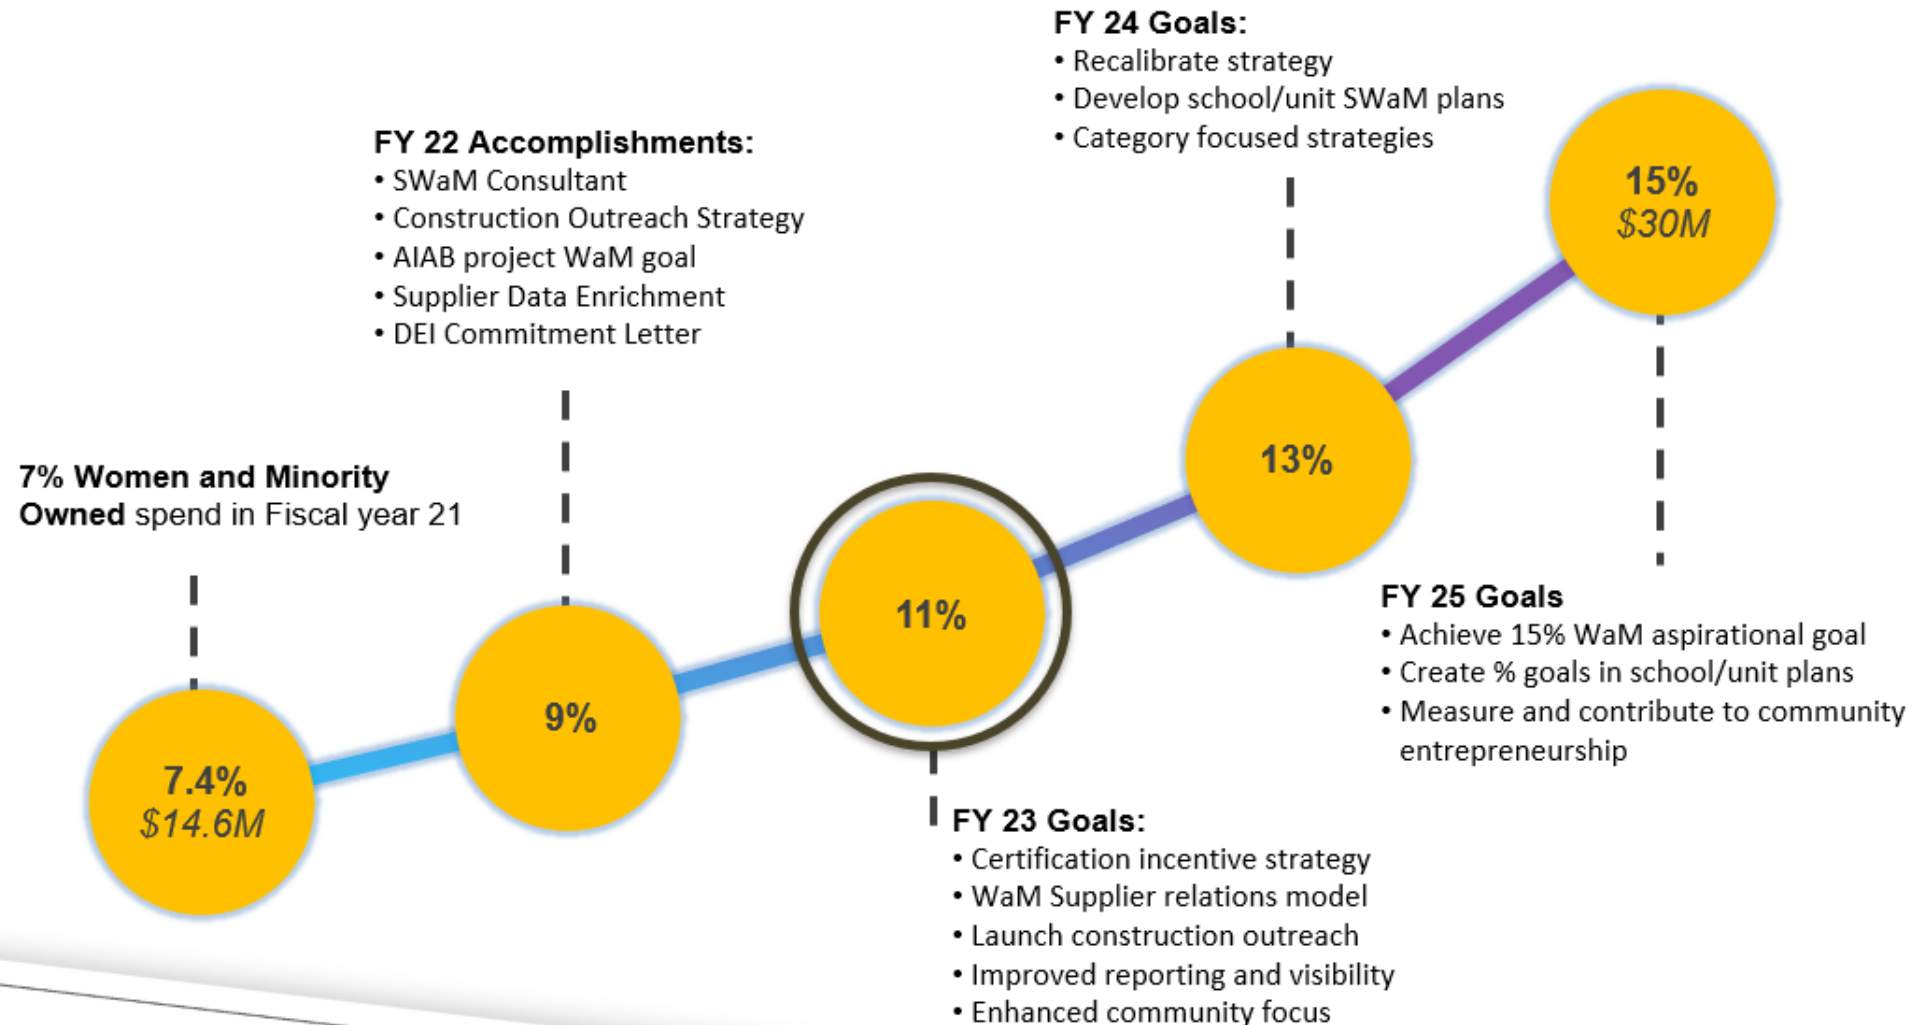 7% Women and Minority
Owned spend in Fiscal year 21
7.4%
$14.6M
FY 22 Accomplishments:
• SWaM Consultant
• Construction Outreach Strategy
• AIAB project WaM goal
• Supplier Data Enrichment
• DEI Commitment Letter
9%
11%
FY 23 Goals:
• Certification incentive strategy
• WaM Supplier relations model
• Launch construction outreach
• Improved reporting and visibility
• Enhanced community focus
FY 24 Goals:
• Recalibrate strategy
• Develop school/unit SWaM plans
• Category focused strategies
13%
15%
$30M
FY 25 Goals
• Achieve 15% WaM aspirational goal
• Create % goals in school/unit plans
• Measure and contribute to community
entrepreneurship